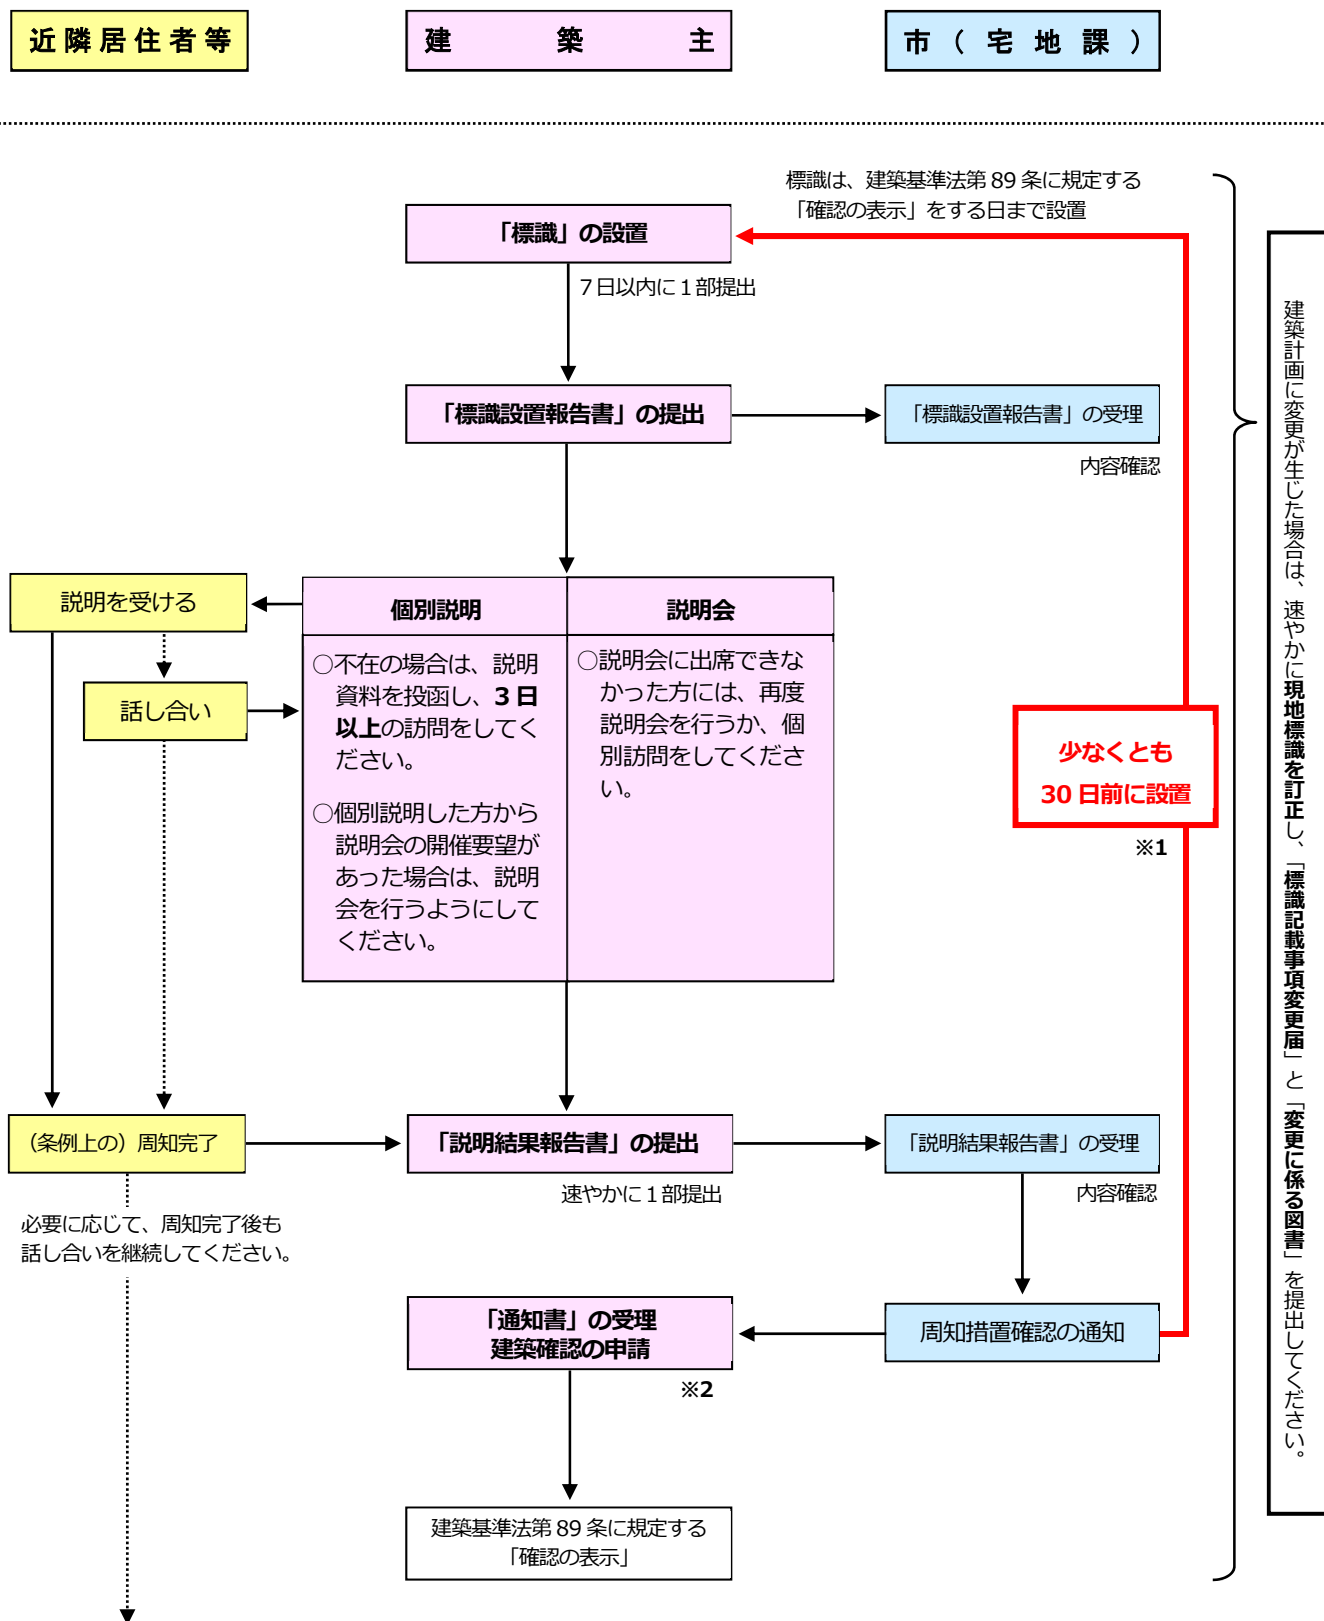 近隣居住者等
建築主
市（宅地課）
標識は、建築基準法第 89 条に規定する
「確認の表示」をする日まで設置
「標識」の設置
７日以内に１部提出
「標識設置報告書」の提出
「標識設置報告書」の受理
内容確認
説明を受ける
話し合い
個別説明
○不在の場合は、説明
資料を投函し、3 日
以上の訪問をしてく
ださい。
○個別説明した方から
説明会の開催要望が
あった場合は、説明
会を行うようにして
ください。
説明会
○説明会に出席できな
かった方には、再度
説明会を行うか、個
別訪問をしてくださ
い。
少なくとも
30 日前に設置
※1
（条例上の）周知完了
「説明結果報告書」の提出
速やかに１部提出
「説明結果報告書」の受理
内容確認
必要に応じて、周知完了後も
話し合いを継続してください。
「通知書」の受理
建築確認の申請
※2
周知措置確認の通知
建築基準法第 89 条に規定する
「確認の表示」
建築計画に変更が生じた場合は、速やかに現地標識を訂正し、「標識記載事項変更届」と「変更に係る図書」を提出してください。